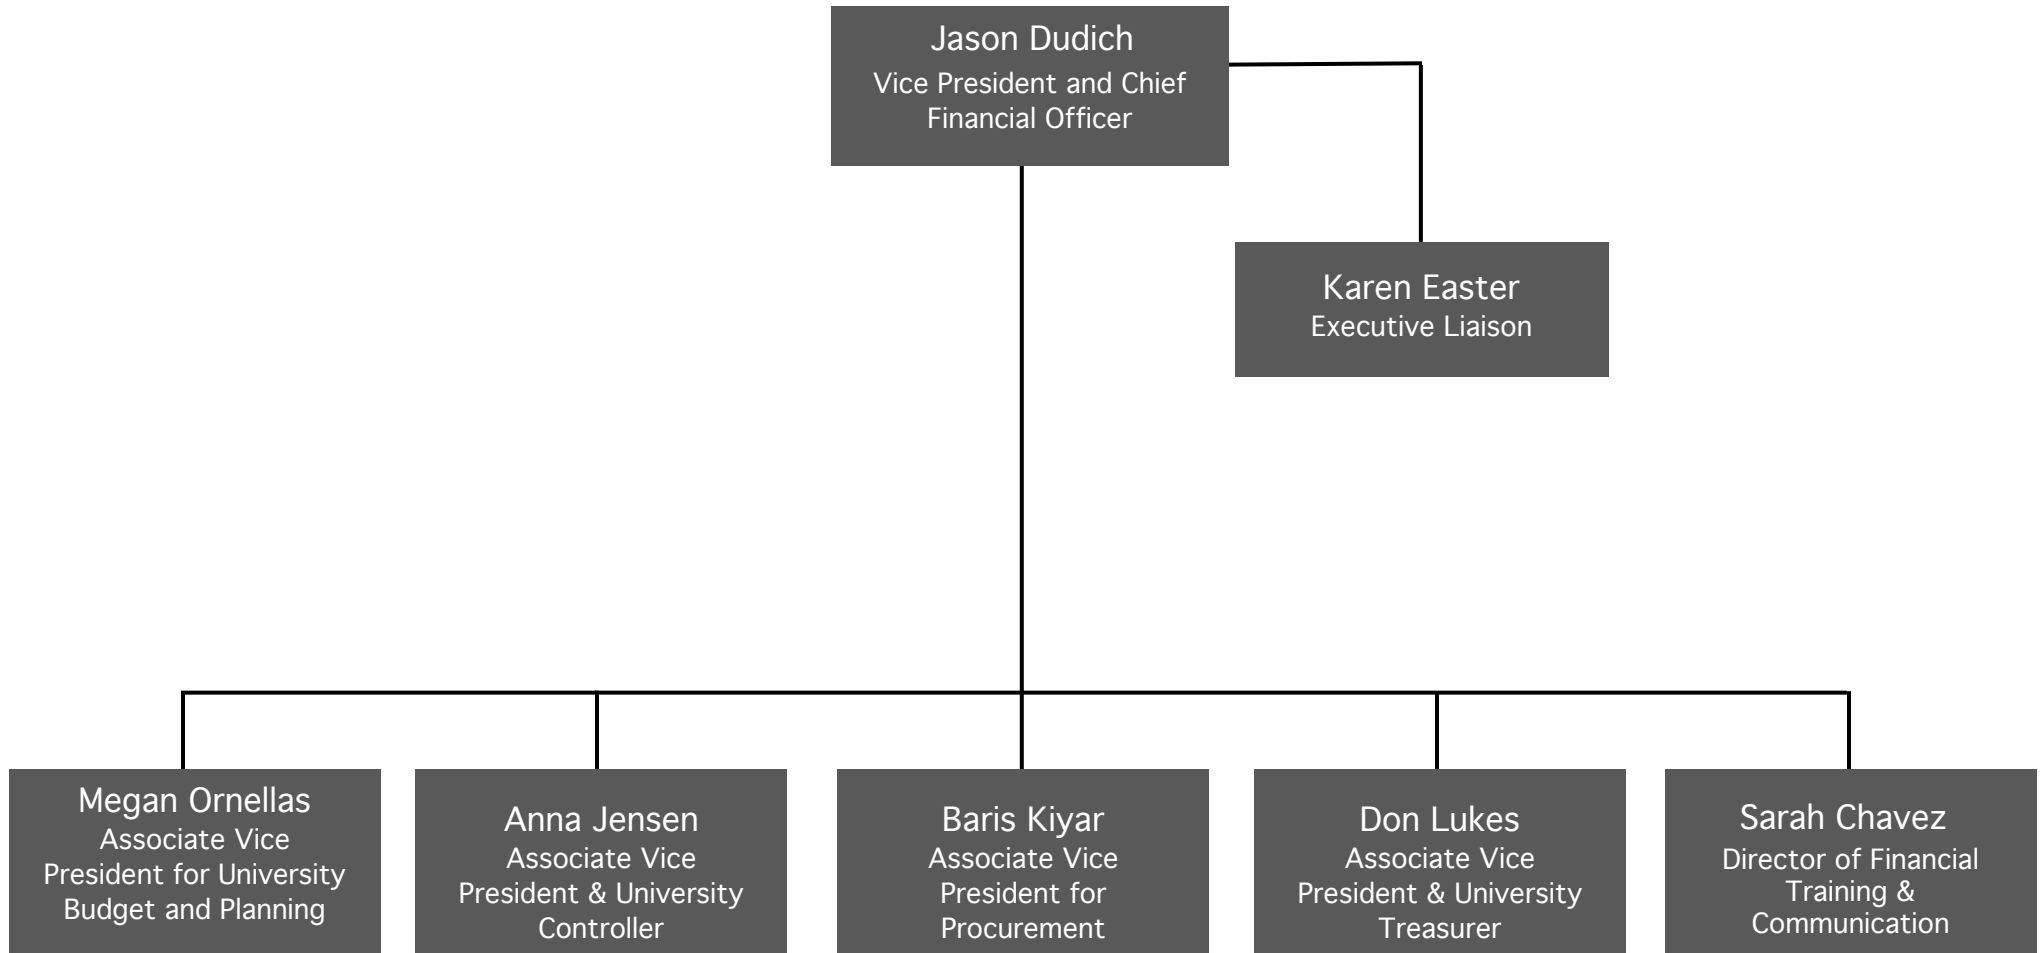 Jason Dudich
Vice President and Chief
Financial Officer
Karen Easter
Executive Liaison
Megan Ornellas
Associate Vice
President for University
Budget and Planning
Anna Jensen
Associate Vice
President & University
Controller
Baris Kiyar
Associate Vice
President for
Procurement
Don Lukes
Associate Vice
President & University
Treasurer
Sarah Chavez
Director of Financial
Training &
Communication